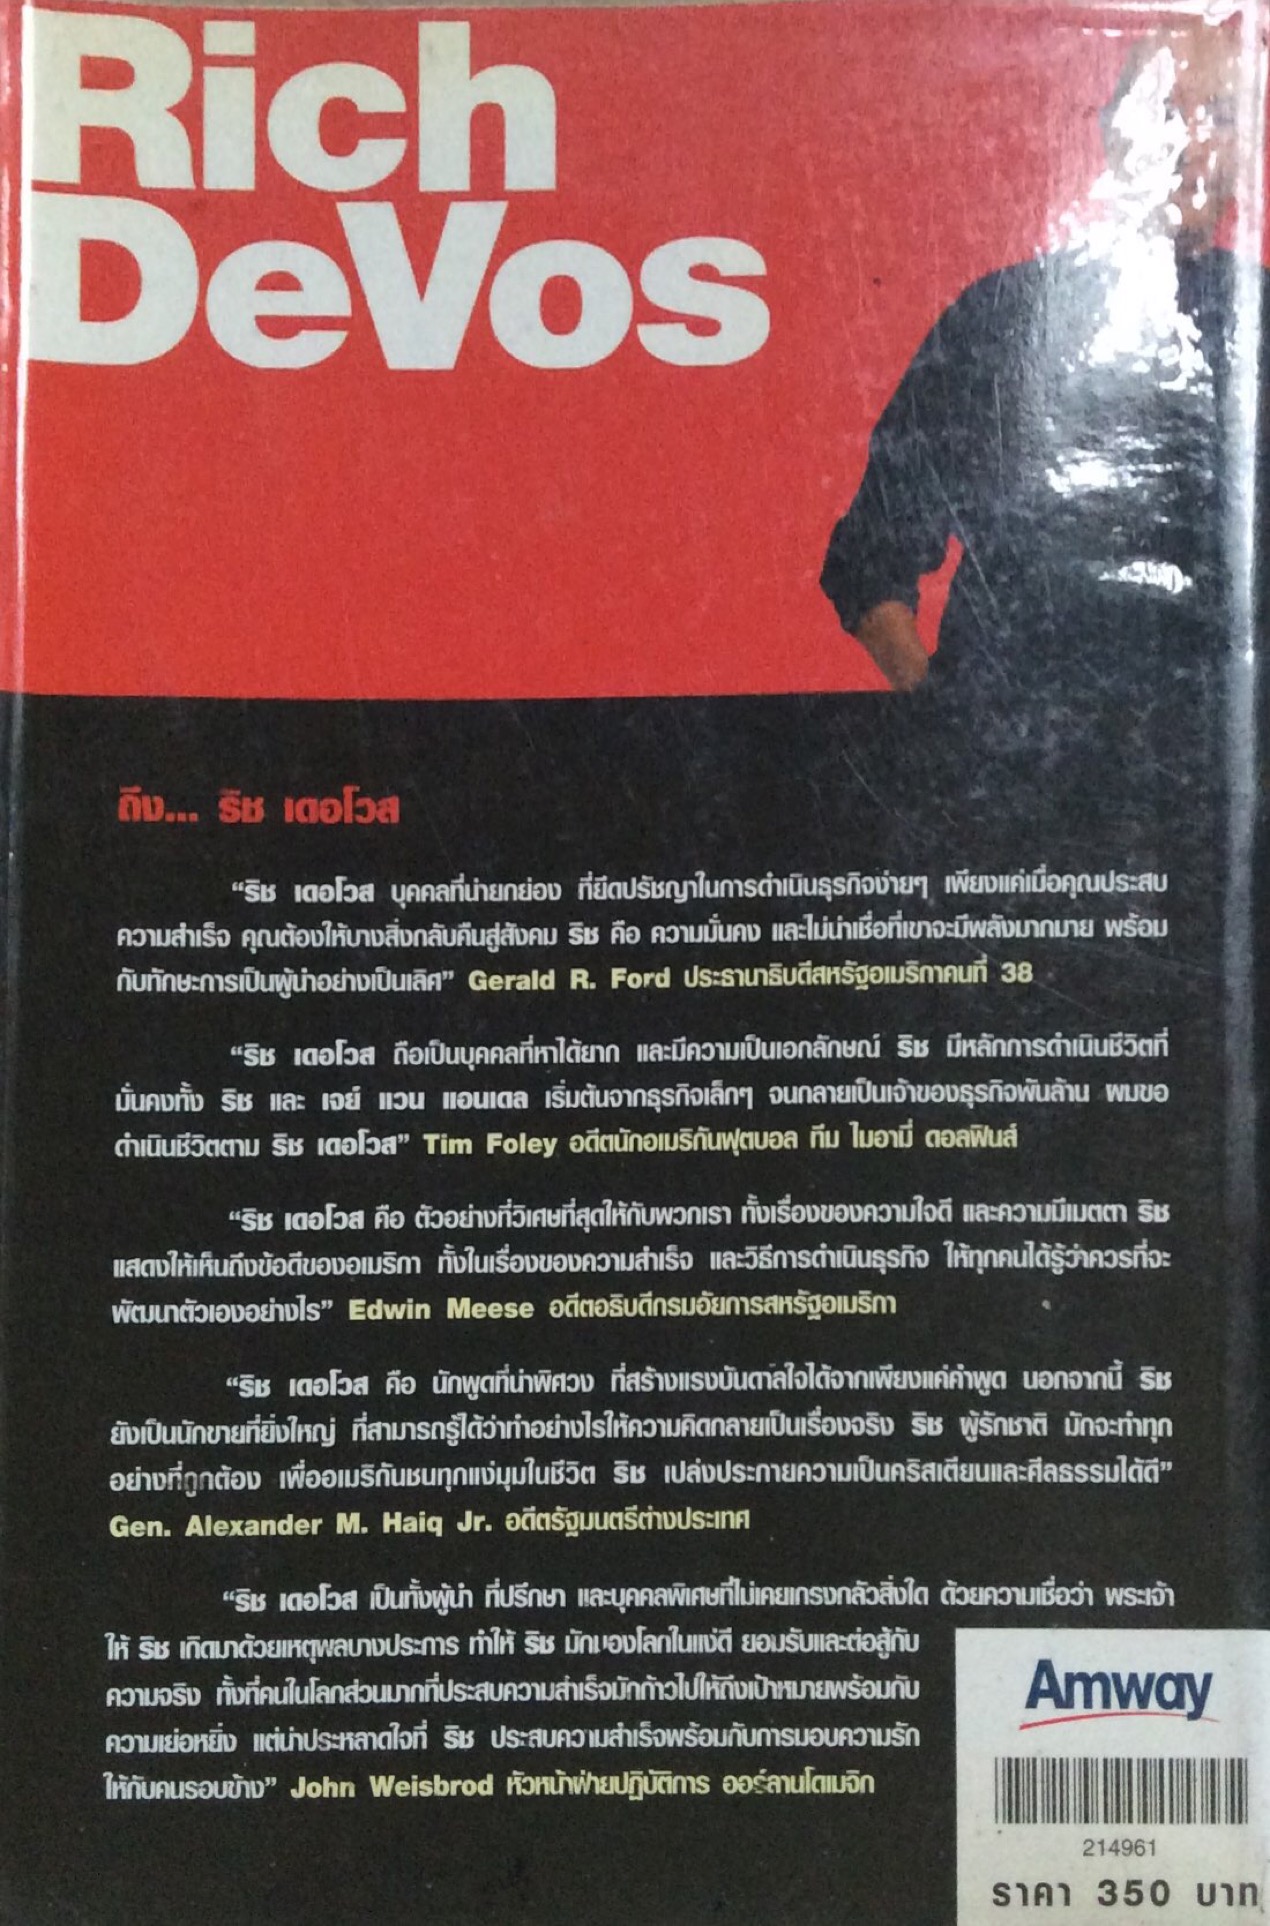 Rich
DeVos
ถึง... ริช เดอโวส
“ริช เดอโวส บุคคลที่น่ายกย่อง ที่ยึดปรัชญาในการดำเนินธุรกิจง่ายๆ เพียงแค่เมื่อคุณประสบ
ความสำเร็จ คุณต้องให้บางสิ่งกลับคืนสู่สังคม ริช คือ ความมั่นคง และไม่น่าเชื่อที่เขาจะมีพลังมากมาย พร้อม
กับทักษะการเป็นผู้นำอย่างเป็นเลิศ” Gerald R. Ford ประธานาธิบดีสหรัฐอเมริกาคนที่ 38
“ริช เดอโวส ถือเป็นบุคคลที่หาได้ยาก และมีความเป็นเอกลักษณ์ ริช มีหลักการดำเนินชีวิตที่
มั่นคงทั้ง ริช และ เจย์ แวน แอนเดล เริ่มต้นจากธุรกิจเล็กๆ จนกลายเป็นเจ้าของธุรกิจพันล้าน ผมขอ
ดำเนินชีวิตตาม ริช เดอโวส” Tim Foley อดีตนักอเมริกันฟุตบอล ทีม ไมอามี่ ดอลฟินส์
“ริช เดอโวส คือ ตัวอย่างที่วิเศษที่สุดให้กับพวกเรา ทั้งเรื่องของความใจดี และความมีเมตตา ริช
แสดงให้เห็นถึงข้อดีของอเมริกา ทั้งในเรื่องของความสำเร็จ และวิธีการดำเนินธุรกิจ ให้ทุกคนได้รู้ว่าควรที่จะ
พัฒนาตัวเองอย่างไร” Edwin Meese อดีตอธิบดีกรมอัยการสหรัฐอเมริกา
“ริช เดอโวส คือ นักพูดที่น่าพิศวง ที่สร้างแรงบันดาลใจได้จากเพียงแค่คำพูด นอกจากนี้ ริช
ยังเป็นนักขายที่ยิ่งใหญ่ ที่สามารถรู้ได้ว่าทำอย่างไรให้ความคิดกลายเป็นเรื่องจริง ริช ผู้รักชาติ มักจะทำทุก
อย่างที่ถูกต้อง เพื่ออเมริกันชนทุกแง่มุมในชีวิต ริช เปล่งประกายความเป็นคริสเตียนและศีลธรรมได้ดี”
Gen. Alexander M. Haiq Jr. อดีตรัฐมนตรีต่างประเทศ
“ริช เดอโวส เป็นทั้งผู้นำ ที่ปรึกษา และบุคคลพิเศษที่ไม่เคยเกรงกลัวสิ่งใด ด้วยความเชื่อว่า พระเจ้า
ให้ ริช เกิดมาด้วยเหตุผลบางประการ ทำให้ ริช มักมองโลกในแง่ดี ยอมรับและต่อสู้กับ
ความจริง ทั้งที่คนในโลกส่วนมากที่ประสบความสำเร็จมักก้าวไปให้ถึงเป้าหมายพร้อมกับ
ความเย่อหยิ่ง แต่น่าประหลาดใจที่ ริช ประสบความสำเร็จพร้อมกับการมอบความรัก
ให้กับคนรอบข้าง” John Weisbrod หัวหน้าฝ่ายปฏิบัติการ ออร์ลานโดเมจิก
Amway
214961
ราคา 350 บาท